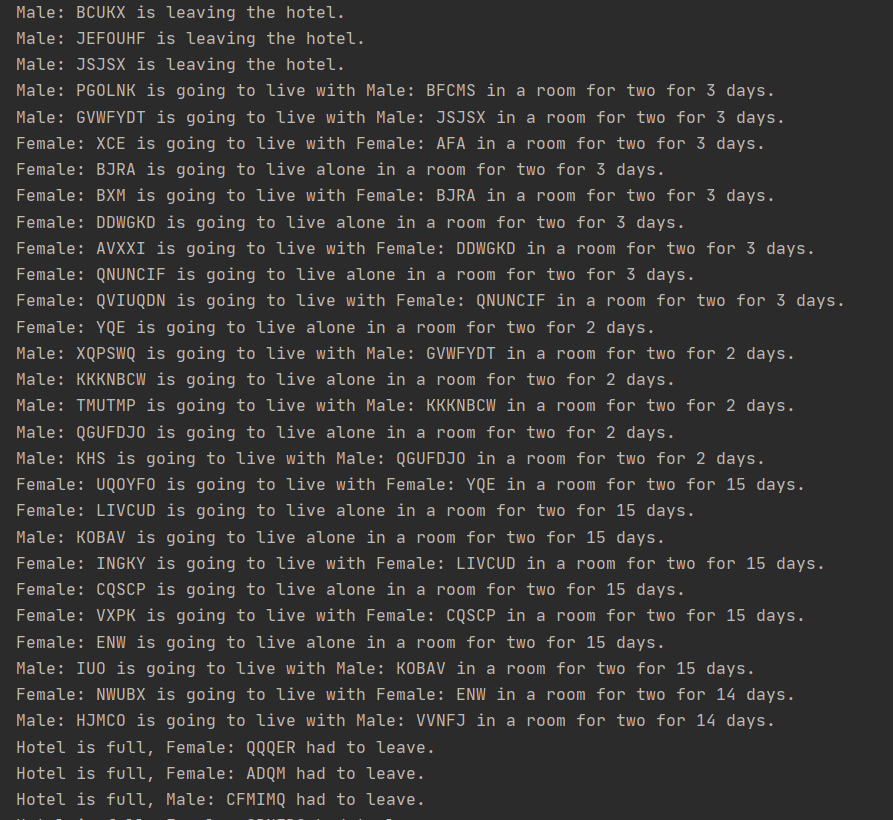 Male: BCUKX is leaving the hotel.
Male: JEFOUHF is leaving the hotel.
Male: JSJSX is leaving the hotel.
Male: PGOLNK is going to live with Male: BFCMS in a room for two for 3 days.
Male: GVWFYDT is going to live with Male: JSJSX in a room for two for 3 days.
Female: XCE is going to live with Female: AFA in a room for two for 3 days.
Female: BJRA is going to live alone in a room for two for 3 days.
Female: BXM is going to live with Female: BJRA in a room for two for 3 days.
Female: DDWGKD is going to live alone in a room for two for 3 days.
Female: AVXXI is going to live with Female: DDWGKD in a room for two for 3 days.
Female: QNUNCIF is going to live alone in a room for two for 3 days.
Female: QVIUQDN is going to live with Female: QNUNCIF in a room for two for 3 days.
Female: YQE is going to live alone in a room for two for 2 days.
Male: XQPSWQ is going to live with Male: GVWFYDT in a room for two for 2 days.
Male: KKKNBCW is going to live alone in a room for two for 2 days.
Male: TMUTMP is going to live with Male: KKKNBCW in a room for two for 2 days.
Male: QGUFDJO is going to live alone in a room for two for 2 days.
Male: KHS is going to live with Male: QGUFDJO in a room for two for 2 days.
Female: UQOYFO is going to live with Female: YQE in a room for two for 15 days.
Female: LIVCUD is going to live alone in a room for two for 15 days.
Male: KOBAV is going to live alone in a room for two for 15 days.
Female: INGKY is going to live with Female: LIVCUD in a room for two for 15 days.
Female: CQSCP is going to live alone in a room for two for 15 days.
Female: VXPK is going to live with Female: CQSCP in a room for two for 15 days.
Female: ENW is going to live alone in a room for two for 15 days.
Male: IUO is going to live with Male: KOBAV in a room for two for 15 days.
Female: NWUBX is going to live with Female: ENW in a room for two for 14 days.
Male: HJMCO is going to live with Male: VVNFJ in a room for two for 14 days.
Hotel is full, Female: QQQER had to leave.
Hotel is full, Female: ADQM had to leave.
Hotel is full, Male: CFMIMQ had to leave.